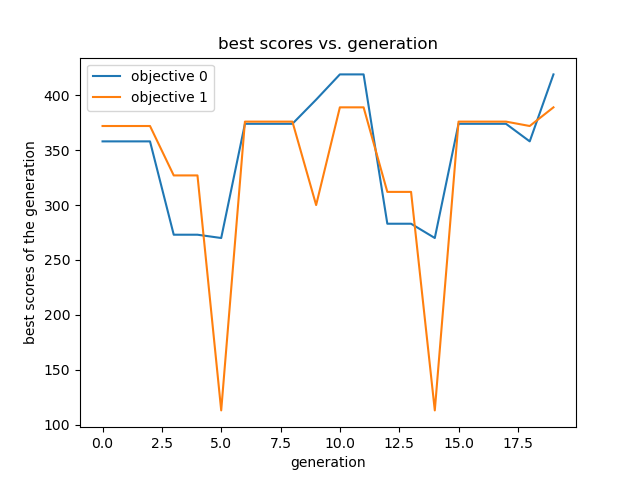 best scores vs. generation
objective 0
objective 1
best scores of the generation
400
350
300
250
200
150
100
0.0 2.5 5.0 7.5 10.0 12.5 15.0 17.5
generation